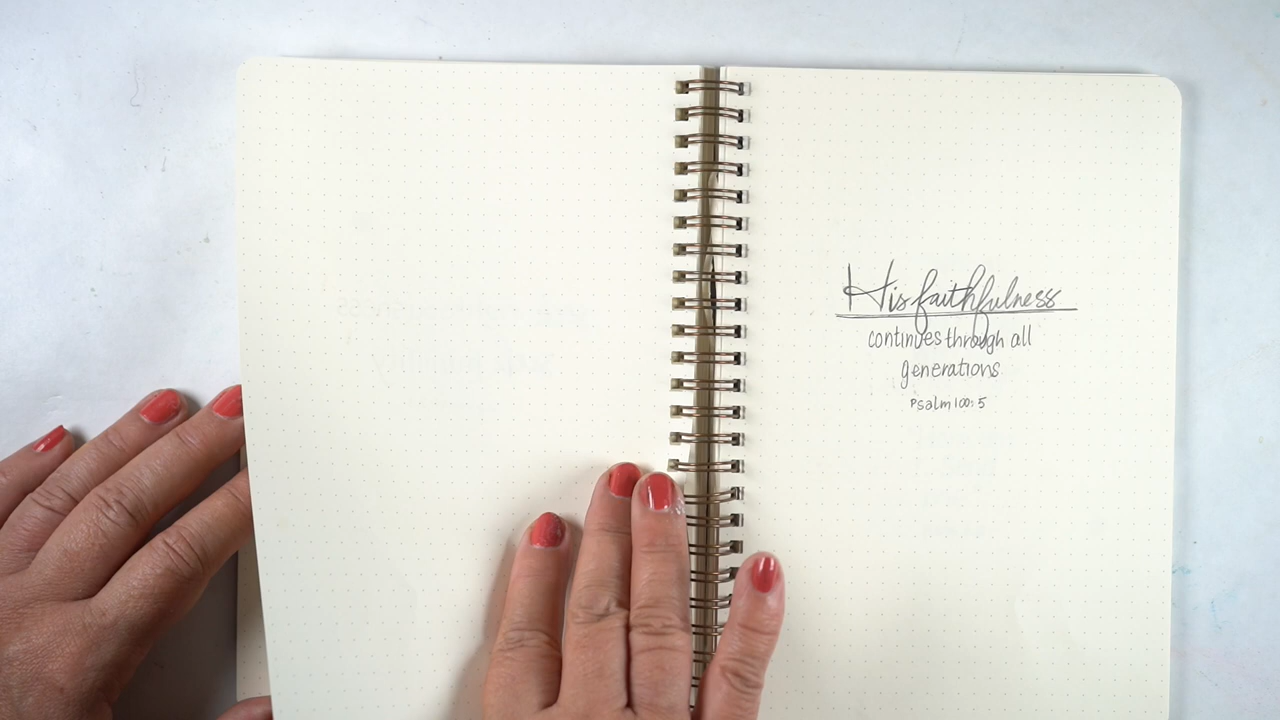 His faithfulness
continues through all
generations
Psalm 100:5